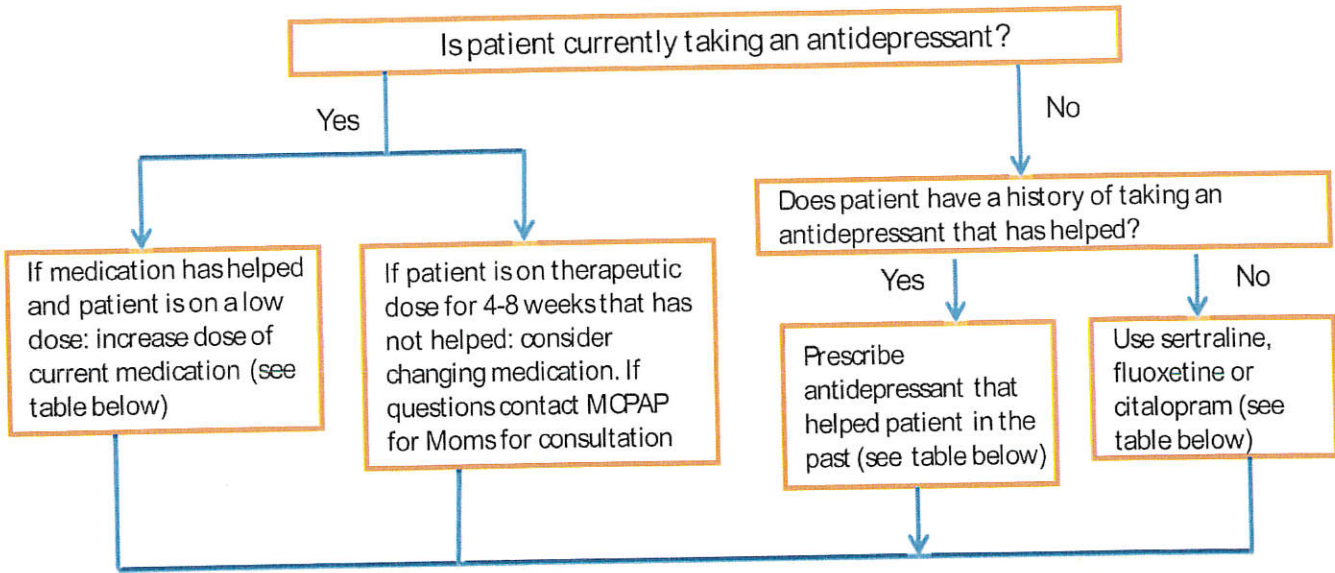 Is patient currently taking an antidepressant?
Yes
No
Does patient have a history of taking an
antidepressant that has helped?
If medication has helped
and patient is on a low
dose: increase dose of
current medication (see
table below)
If patient is on therapeutic
dose for 4-8 weeks that has
not helped: consider
changing medication. If
questions contact MCPAP
for Moms for consultation
Yes
No
Prescribe
antidepressant that
helped patient in the
past (see table below)
Use sertraline,
fluoxetine or
citalopram (see
table below)